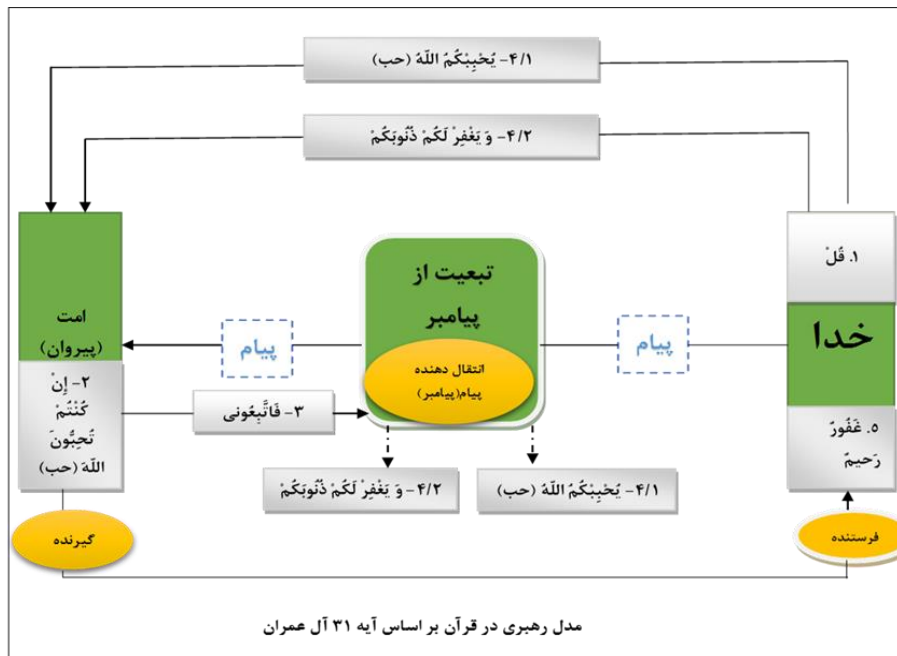 ۴/۱- يُحْبِبْكُمُ اللّهُ (حب)
۴/۲- وَ يَغْفِرْ لَكُمْ ذُنُوبَكُمْ
۱. قُلْ
خدا
۵. غَفُورٌ
رَحيمٌ
فرستنده
پیام
تبعیت از
پیامبر
انتقال دهنده
پیام(پیامبر)
پیام
امت
(پیروان)
۲- إِنْ
كُنْتُمْ
تُحِبُّونَ
اللّهَ (حب)
گیرنده
۳- فَاتَّبِعُوني
۴/۱- يُحْبِبْكُمُ اللّهُ (حب)
۴/۲- وَ يَغْفِرْ لَكُمْ ذُنُوبَكُمْ
مدل رهبری در قرآن بر اساس آیه ۳۱ آل عمران